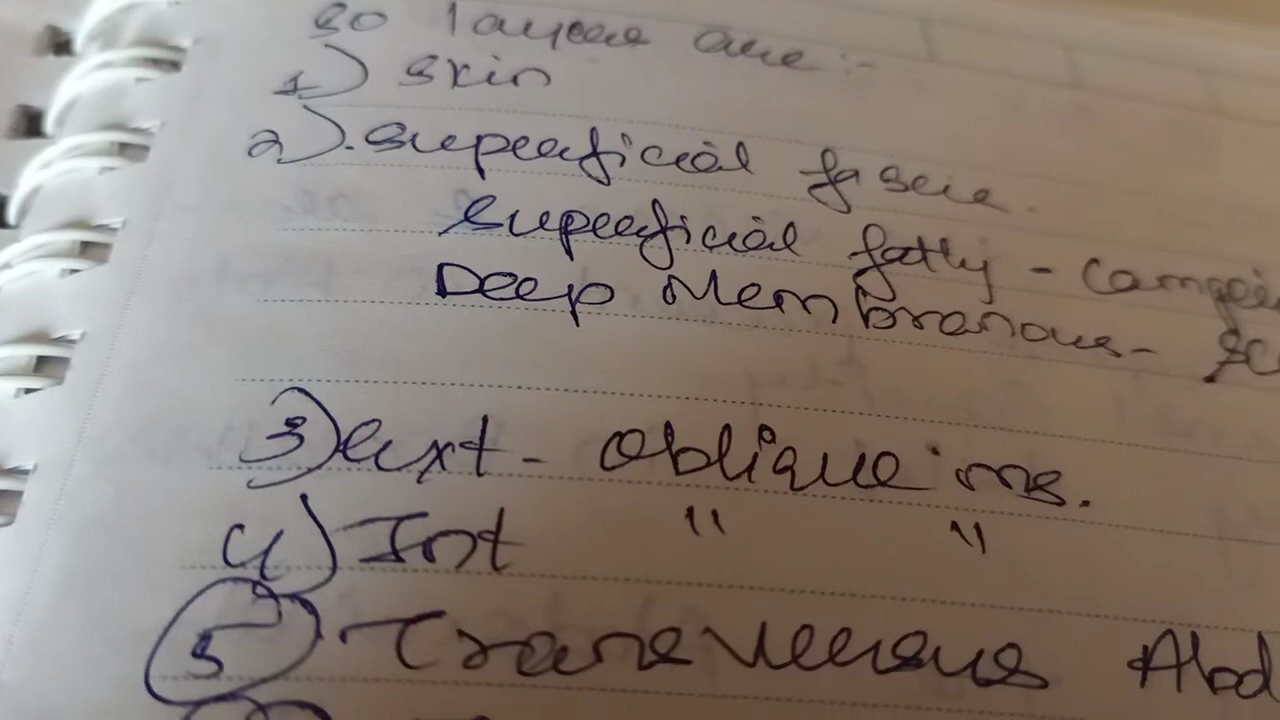 so layers are:-
1) skin
2). superficial fascia.
superficial fatty - Camper
Deep Membranous - Sc
3) ext - oblique ms.
4) Int " "
5 Transversus Abd